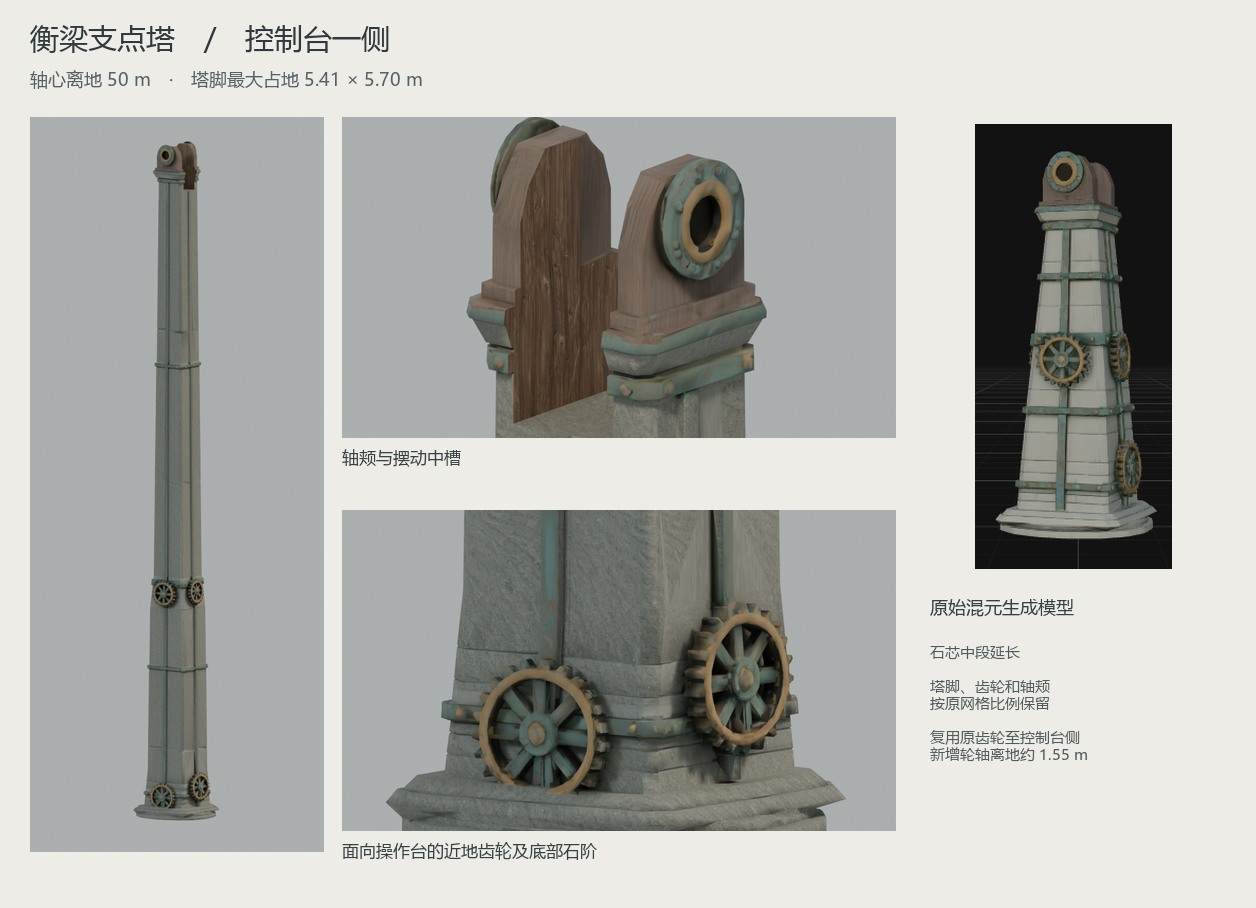 衡梁支点塔 / 控制台一侧
轴心离地 50 m · 塔脚最大占地 5.41 × 5.70 m
轴颊与摆动中槽
面向操作台的近地齿轮及底部石阶
原始混元生成模型
石芯中段延长
塔脚、齿轮和轴颊
按原网格比例保留
复用原齿轮至控制台侧
新增轮轴离地约 1.55 m